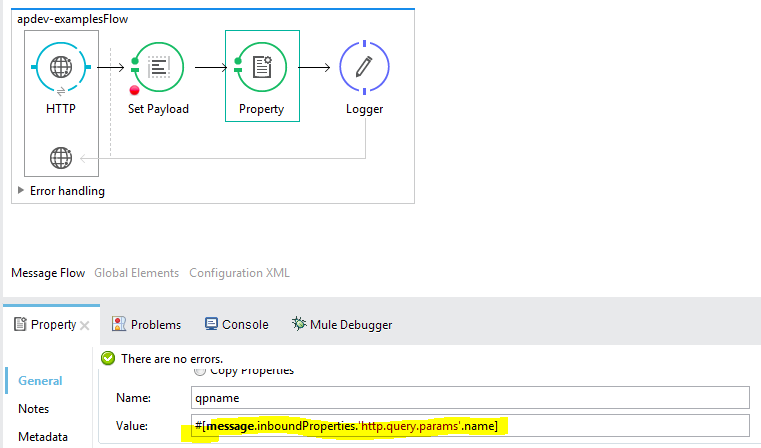 apdev-examplesFlow
HTTP Set Payload Property Logger
Error handling
Message Flow Global Elements Configuration XML
Property Problems Console Mule Debugger
There are no errors.
General
Copy Properties
Name: qpname
Notes
Value: #[message.inboundProperties.'http.query.params'.name]
Metadata